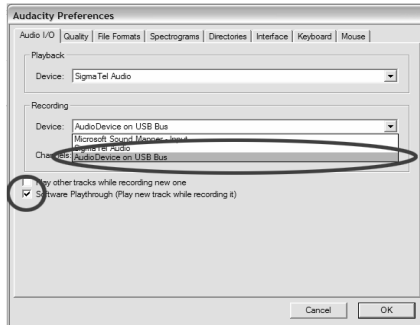 Audacity Preferences
Audio I/O Quality File Formats Spectrograms Directories Interface Keyboard Mouse
Playback
Device: SigmaTel Audio
Recording
Device: AudioDevice on USB Bus
Microsoft Sound Mapper - Input
SigmaTel Audio
Channels: AudioDevice on USB Bus
Play other tracks while recording new one
Software Playthrough (Play new track while recording it)
Cancel OK